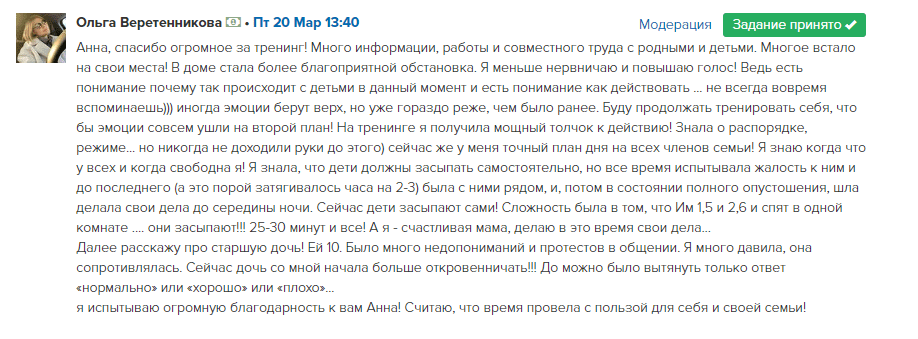 Ольга Веретенникова • Пт 20 Мар 13:40
Модерация
Задание принято ✔
Анна, спасибо огромное за тренинг! Много информации, работы и совместного труда с родными и детьми. Многое встало
на свои места! В доме стала более благоприятной обстановка. Я меньше нервничаю и повышаю голос! Ведь есть
понимание почему так происходит с детьми в данный момент и есть понимание как действовать ... не всегда вовремя
вспоминаешь))) иногда эмоции берут верх, но уже гораздо реже, чем было ранее. Буду продолжать тренировать себя, что
бы эмоции совсем ушли на второй план! На тренинге я получила мощный толчок к действию! Знала о распорядке,
режиме... но никогда не доходили руки до этого) сейчас же у меня точный план дня на всех членов семьи! Я знаю когда что
у всех и когда свободна я! Я знала, что дети должны засыпать самостоятельно, но все время испытывала жалость к ним и
до последнего (а это порой затягивалось часа на 2-3) была с ними рядом, и, потом в состоянии полного опустошения, шла
делала свои дела до середины ночи. Сейчас дети засыпают сами! Сложность была в том, что Им 1,5 и 2,6 и спят в одной
комнате .... они засыпают!!! 25-30 минут и все! А я - счастливая мама, делаю в это время свои дела...
Далее расскажу про старшую дочь! Ей 10. Было много недопониманий и протестов в общении. Я много давила, она
сопротивлялась. Сейчас дочь со мной начала больше откровенничать!!! До можно было вытянуть только ответ
«нормально» или «хорошо» или «плохо»...
я испытываю огромную благодарность к вам Анна! Считаю, что время провела с пользой для себя и своей семьи!